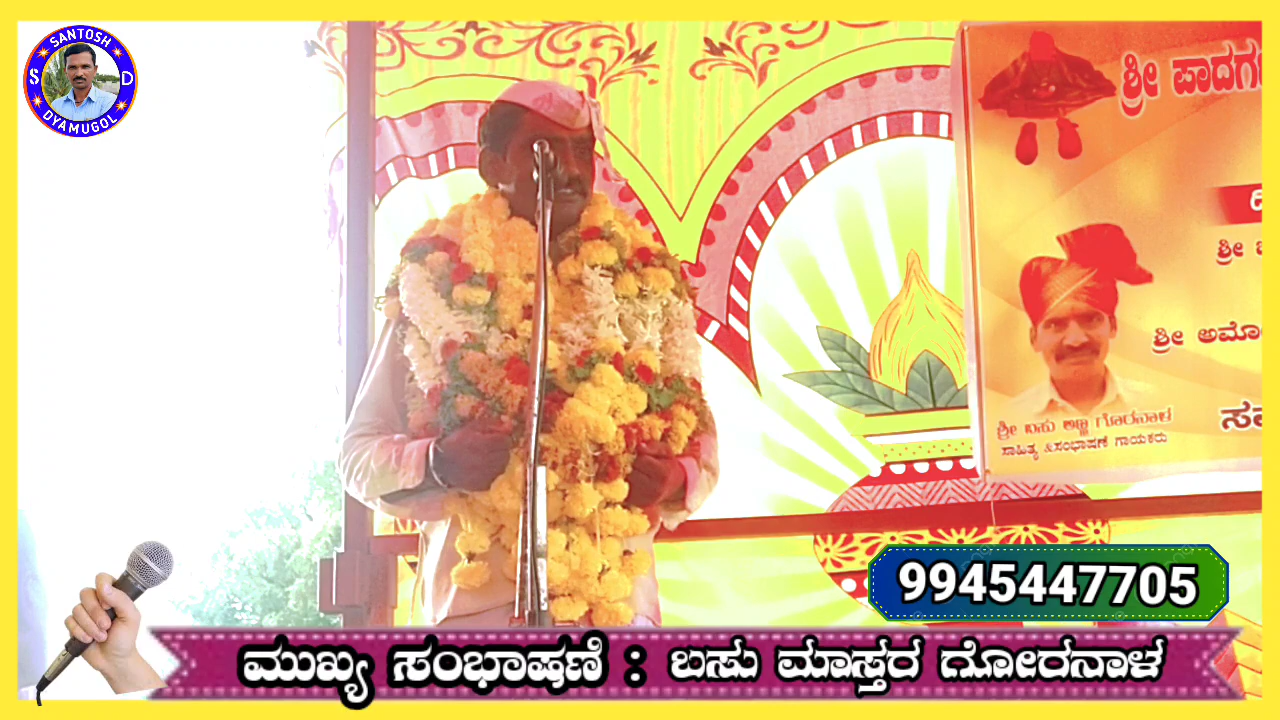 SANTOSH
S D
DYAMUGOL
ಶ್ರೀ ಪಾದಗ
ಶ್ರೀ
ಶ್ರೀ ಅಮೋ
ಶ್ರೀ ಬಸು ಅಣ್ಣ ಗೊರನಾಳ
ಸಾಹಿತ್ಯ & ಸಂಭಾಷಣೆ ಗಾಯಕರು
9945447705
ಮುಖ್ಯ ಸಂಭಾಷಣೆ : ಬಸು ಮಾಸ್ತರ ಗೋರನಾಳ